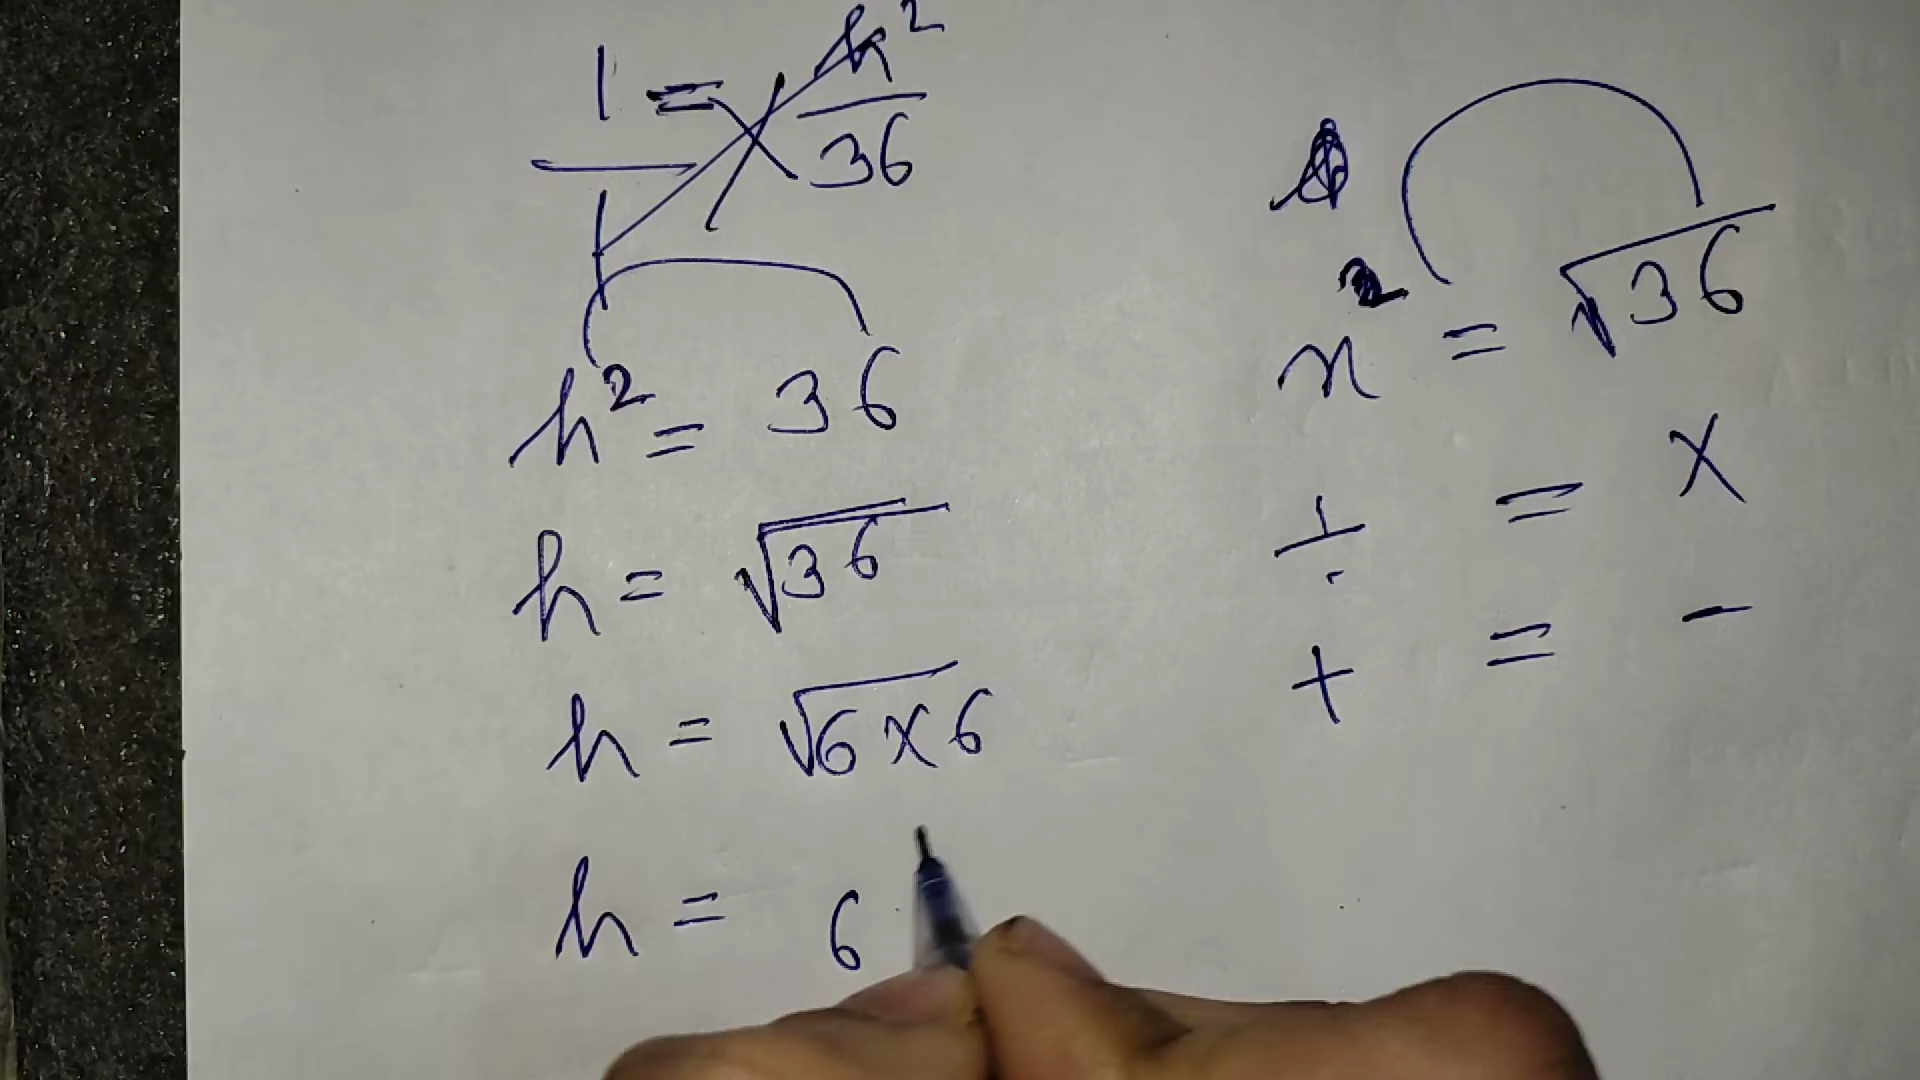 1 = h²/36
1
h² = 36
h = √36
h = √6×6
h = 6
x² = √36
÷ = ×
+ = -